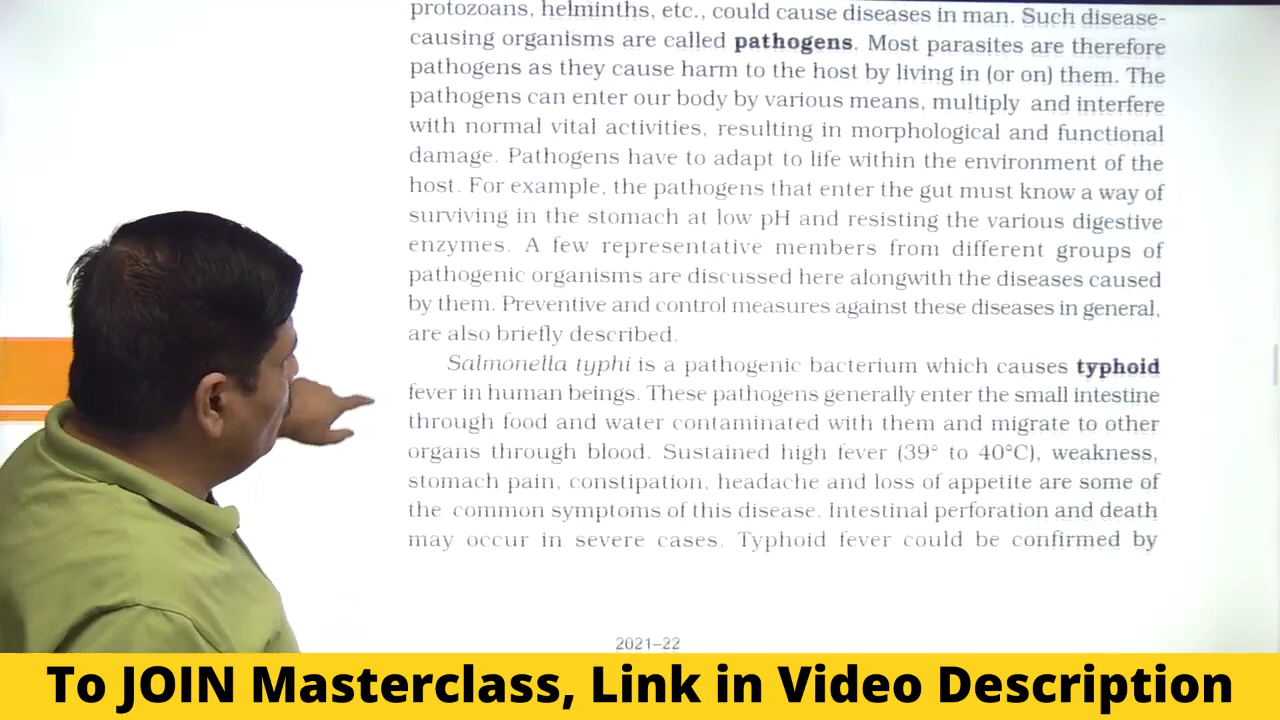 protozoans, helminths, etc., could cause diseases in man. Such disease-
causing organisms are called pathogens. Most parasites are therefore
pathogens as they cause harm to the host by living in (or on) them. The
pathogens can enter our body by various means, multiply and interfere
with normal vital activities, resulting in morphological and functional
damage. Pathogens have to adapt to life within the environment of the
host. For example, the pathogens that enter the gut must know a way of
surviving in the stomach at low pH and resisting the various digestive
enzymes. A few representative members from different groups of
pathogenic organisms are discussed here alongwith the diseases caused
by them. Preventive and control measures against these diseases in general,
are also briefly described.
Salmonella typhi is a pathogenic bacterium which causes typhoid
fever in human beings. These pathogens generally enter the small intestine
through food and water contaminated with them and migrate to other
organs through blood. Sustained high fever (39° to 40°C), weakness,
stomach pain, constipation, headache and loss of appetite are some of
the common symptoms of this disease. Intestinal perforation and death
may occur in severe cases. Typhoid fever could be confirmed by
2021–22
To JOIN Masterclass, Link in Video Description